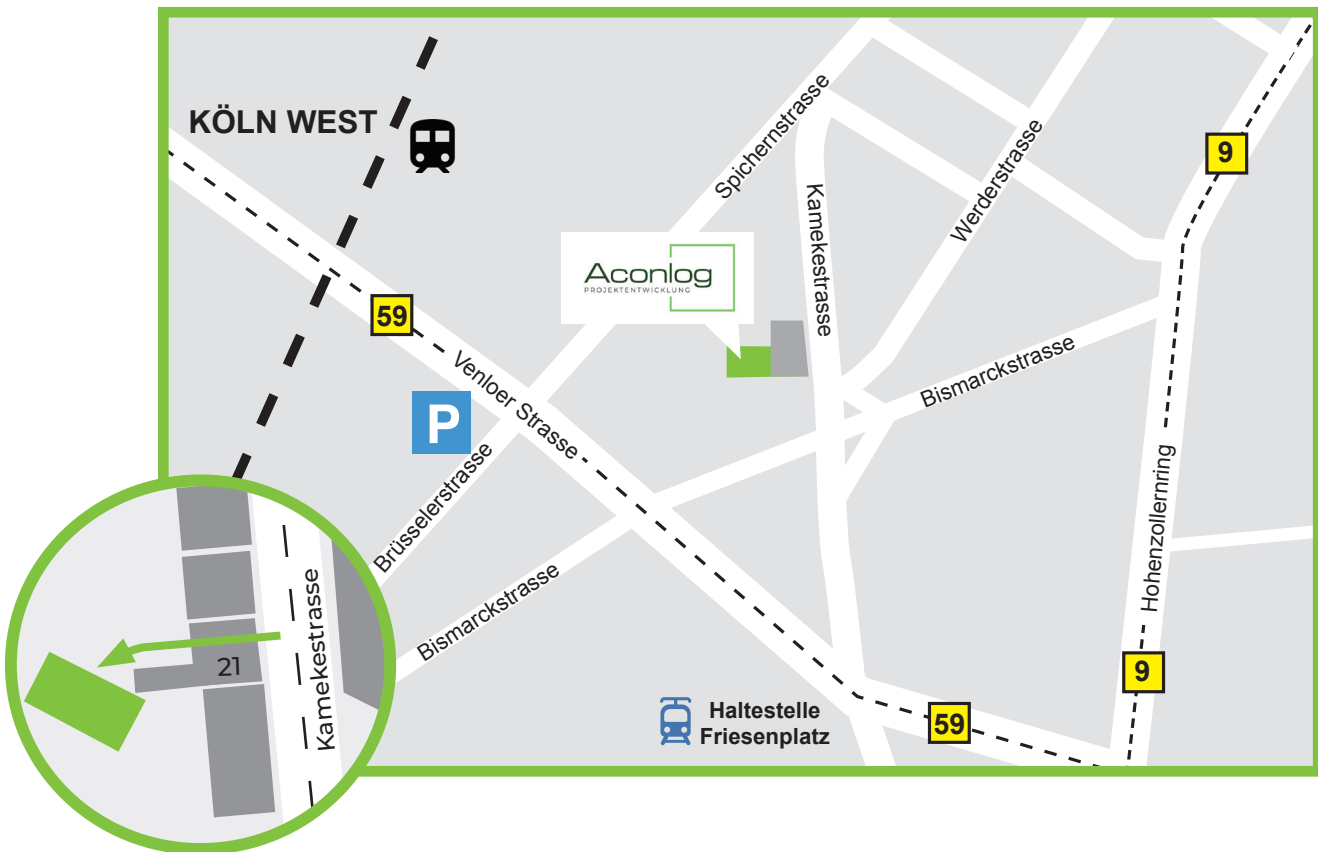 KÖLN WEST
9
Spichernstrasse
Werderstrasse
Kamekestrasse
Aconlog
PROJEKTENTWICKLUNG
59
Venloer Strasse
Bismarckstrasse
P
Brüsselerstrasse
Hohenzollernring
Bismarckstrasse
Kamekestrasse
21
9
Haltestelle
Friesenplatz
59